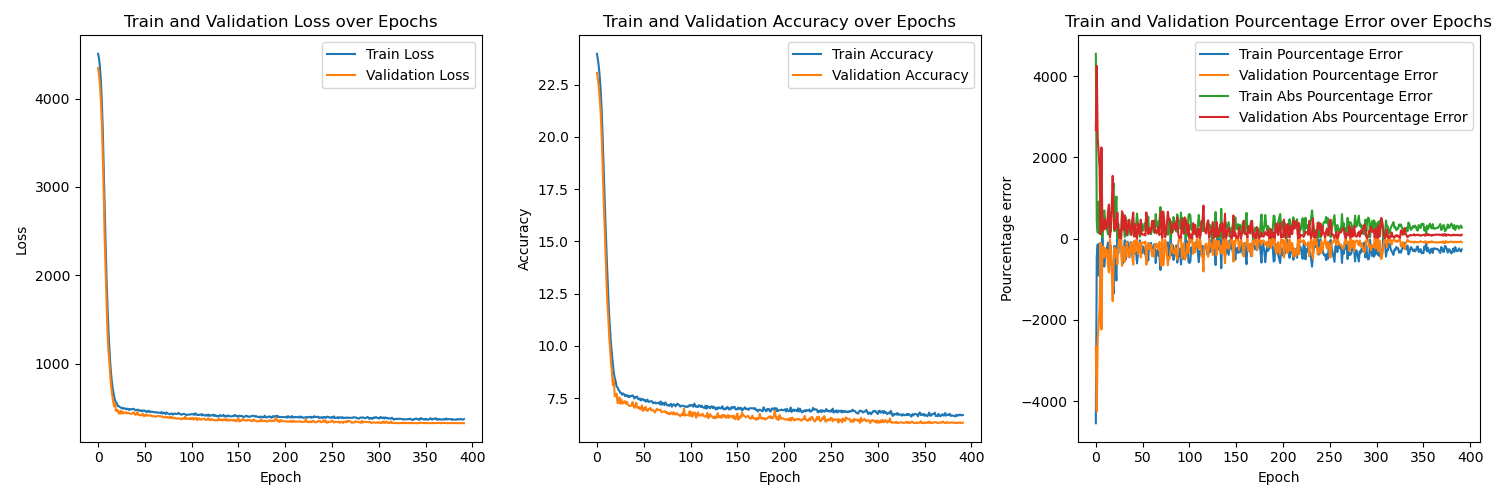 Train and Validation Loss over Epochs
Train Loss
Validation Loss
Loss
4000
3000
2000
1000
0
50
100
150
200
250
300
350
400
Epoch
Train and Validation Accuracy over Epochs
Train Accuracy
Validation Accuracy
Accuracy
22.5
20.0
17.5
15.0
12.5
10.0
7.5
0
50
100
150
200
250
300
350
400
Epoch
Train and Validation Pourcentage Error over Epochs
Train Pourcentage Error
Validation Pourcentage Error
Train Abs Pourcentage Error
Validation Abs Pourcentage Error
Pourcentage error
4000
2000
0
−2000
−4000
0
50
100
150
200
250
300
350
400
Epoch